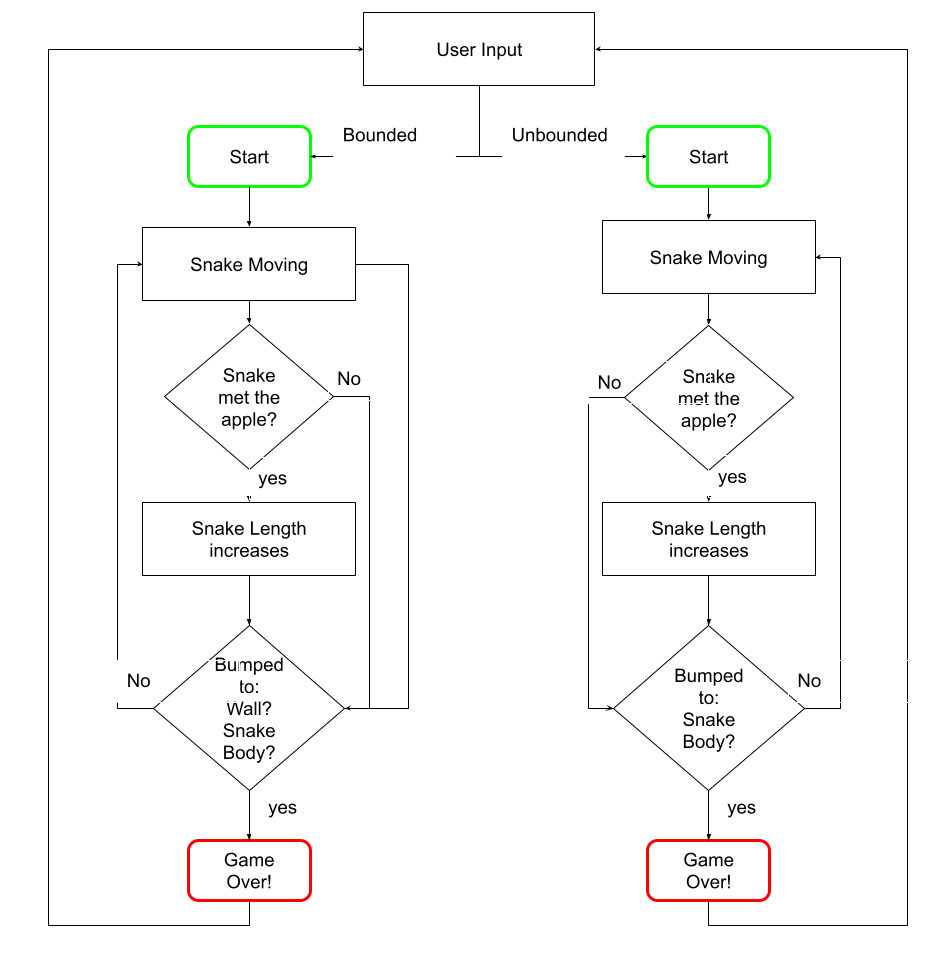 User Input
Bounded
Unbounded
Start
Start
Snake Moving
Snake Moving
Snake
met the
apple?
No
No
Snake
met the
apple?
yes
yes
Snake Length
increases
Snake Length
increases
Bumped
to:
Wall?
Snake
Body?
No
Bumped
to:
Snake
Body?
No
yes
yes
Game
Over!
Game
Over!